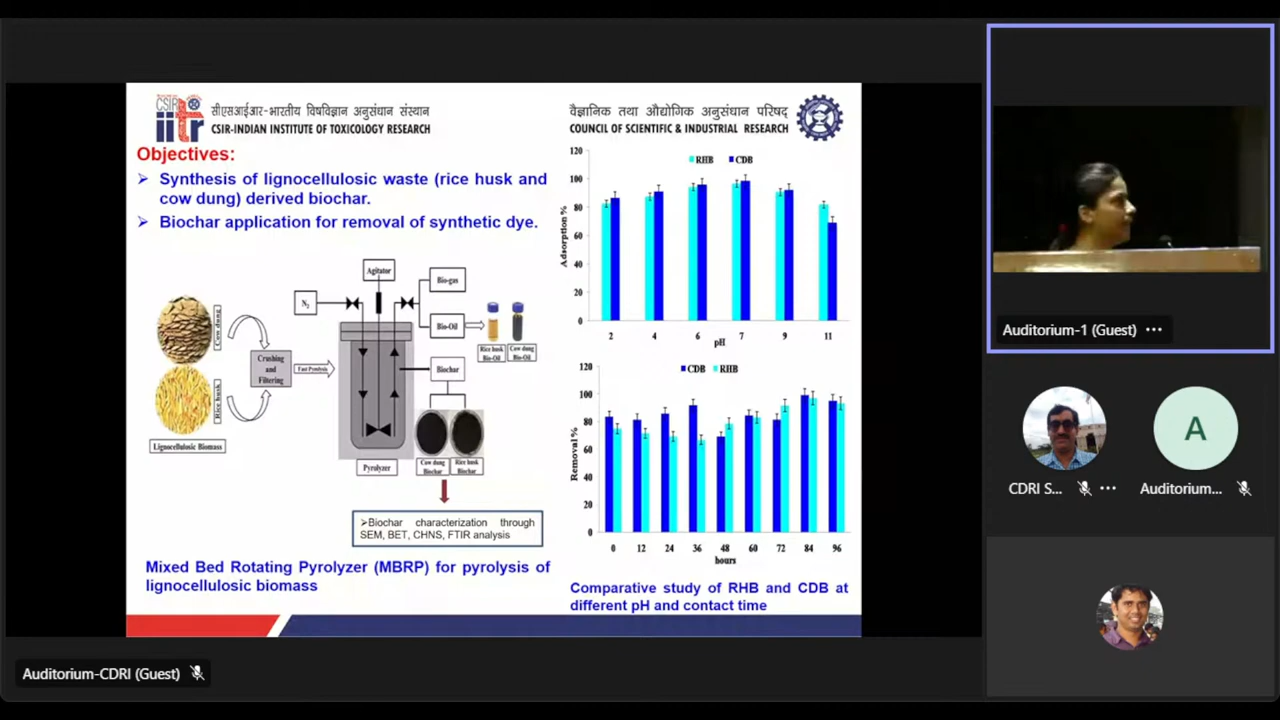 CSIR
iitr
सीएसआईआर-भारतीय विषविज्ञान अनुसंधान संस्थान
CSIR-INDIAN INSTITUTE OF TOXICOLOGY RESEARCH
वैज्ञानिक तथा औद्योगिक अनुसंधान परिषद्
COUNCIL OF SCIENTIFIC & INDUSTRIAL RESEARCH
Objectives:
➢ Synthesis of lignocellulosic waste (rice husk and
cow dung) derived biochar.
➢ Biochar application for removal of synthetic dye.
Agitator
N2
Bio-gas
Bio-Oil
Rice husk
Bio-Oil
Cow dung
Bio-Oil
Cow dung
Rice husk
Crushing
and
Filtering
Fast Pyrolysis
Biochar
Lignocellulosic Biomass
Pyrolyzer
Cow dung
Biochar
Rice husk
Biochar
➢Biochar characterization through
SEM, BET, CHNS, FTIR analysis
Mixed Bed Rotating Pyrolyzer (MBRP) for pyrolysis of
lignocellulosic biomass
RHB CDB
Adsorption %
120
100
80
60
40
20
0
2 4 6 7 9 11
pH
CDB RHB
Removal %
120
100
80
60
40
20
0
0 12 24 36 48 60 72 84 96
hours
Comparative study of RHB and CDB at
different pH and contact time
Auditorium-1 (Guest)
CDRI S...
A
Auditorium...
Auditorium-CDRI (Guest)